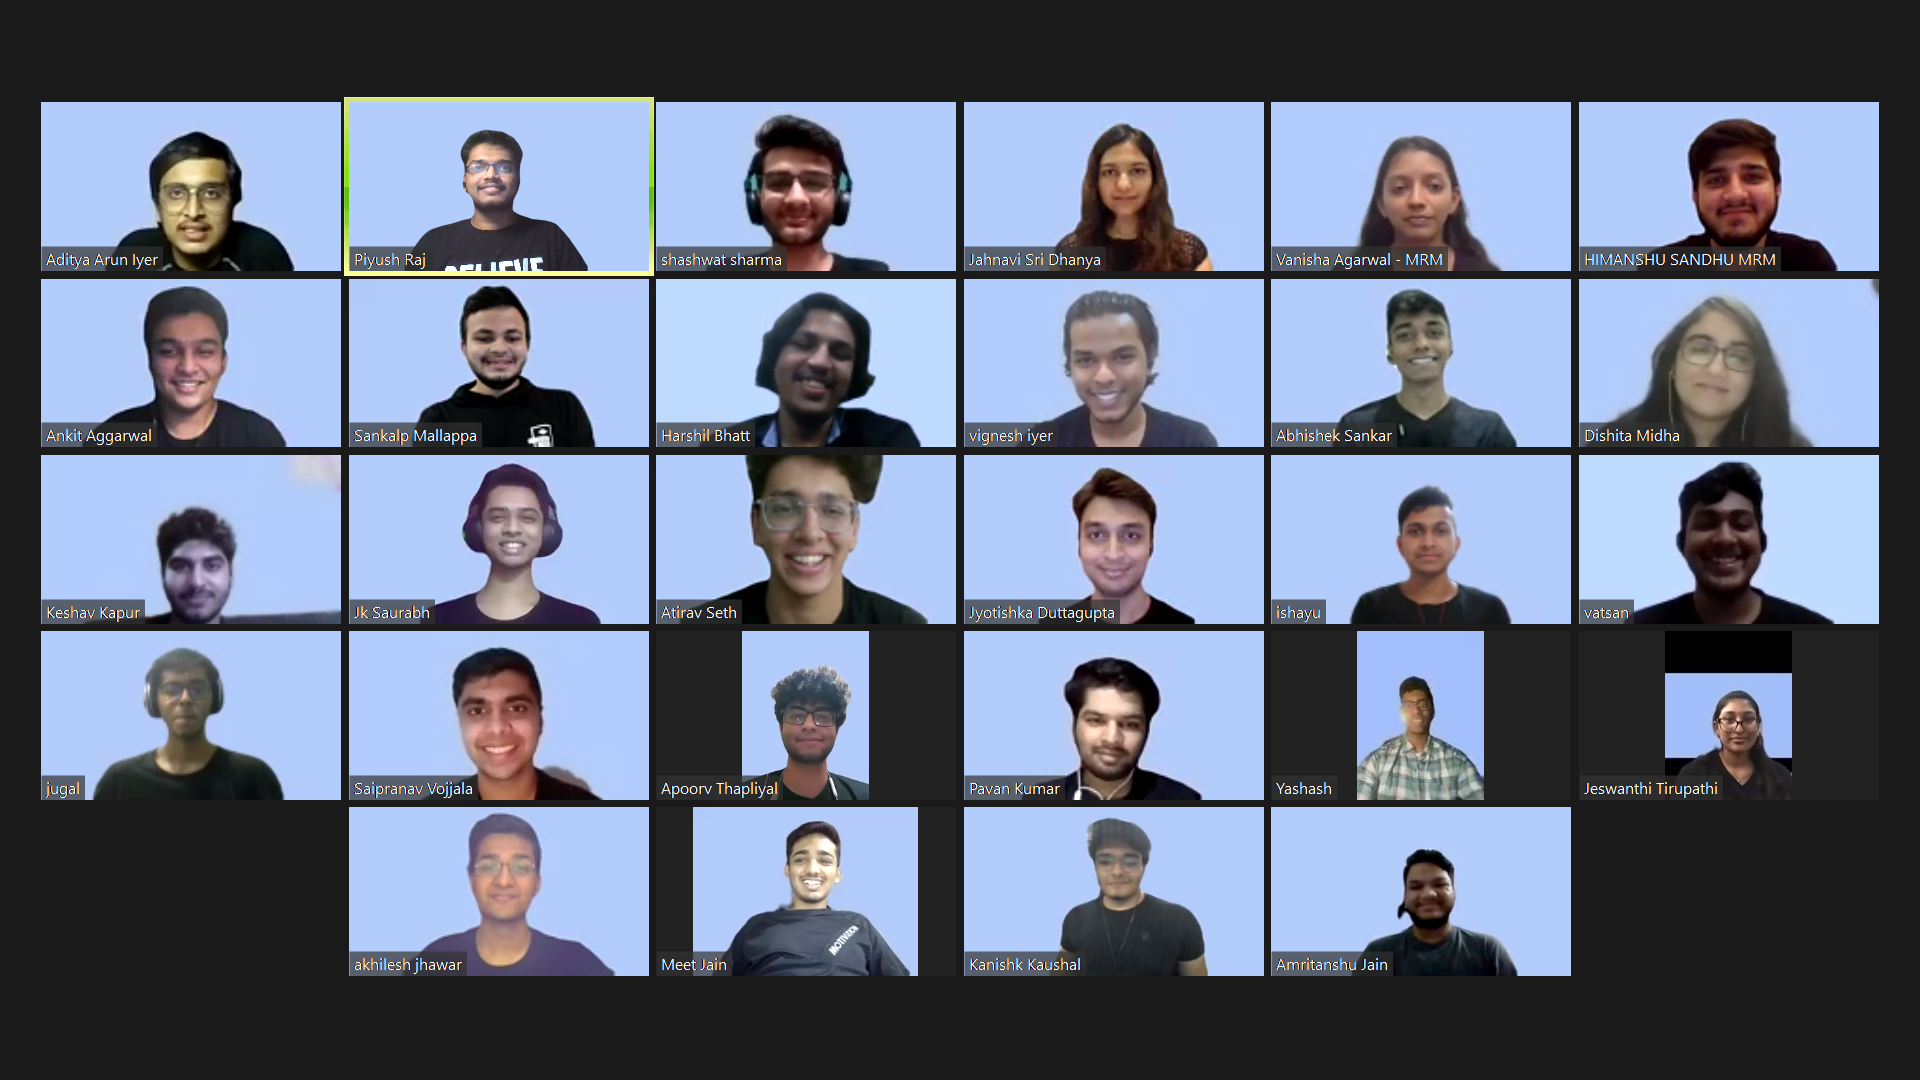 Aditya Arun Iyer
Piyush Raj
shashwat sharma
Jahnavi Sri Dhanya
Vanisha Agarwal - MRM
HIMANSHU SANDHU MRM
Ankit Aggarwal
Sankalp Mallappa
Harshil Bhatt
vignesh iyer
Abhishek Sankar
Dishita Midha
Keshav Kapur
Jk Saurabh
Atirav Seth
Jyotishka Duttagupta
ishayu
vatsan
jugal
Saipranav Vojjala
Apoorv Thapliyal
Pavan Kumar
Yashash
Jeswanthi Tirupathi
akhilesh jhawar
Meet Jain
MOTIVATION
Kanishk Kaushal
Amritanshu Jain